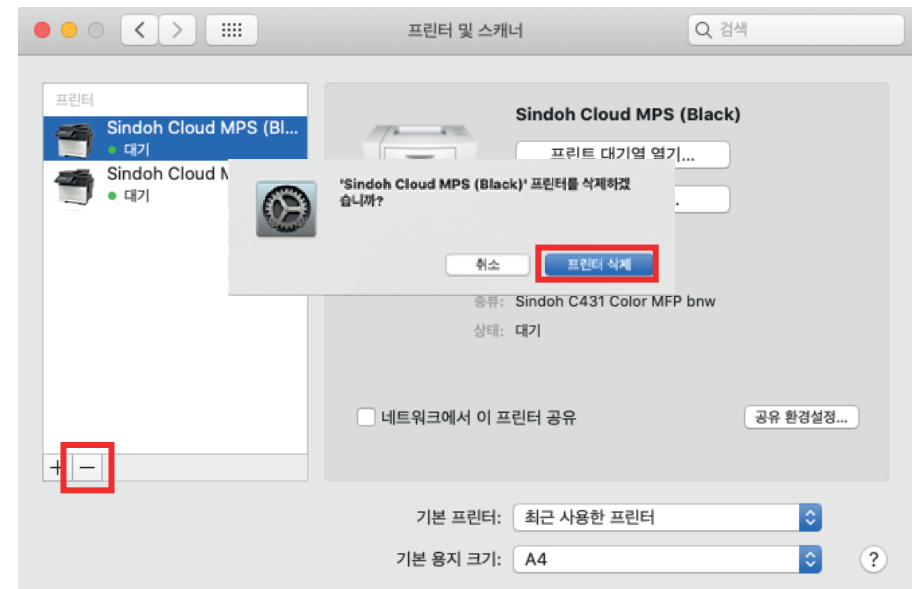 프린터 및 스캐너
검색
프린터
Sindoh Cloud MPS (Bl...
대기
Sindoh Cloud M
대기
Sindoh Cloud MPS (Black)
프린트 대기열 열기...
'Sindoh Cloud MPS (Black)' 프린터를 삭제하겠
습니까?
취소
프린터 삭제
종류: Sindoh C431 Color MFP bnw
상태: 대기
네트워크에서 이 프린터 공유
공유 환경설정...
+ −
기본 프린터: 최근 사용한 프린터
기본 용지 크기: A4
?